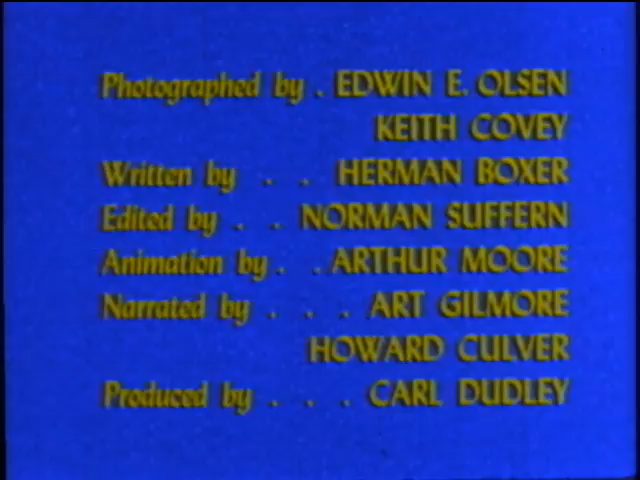 Photographed by . EDWIN E. OLSEN
KEITH COVEY
Written by . . HERMAN BOXER
Edited by . . NORMAN SUFFERN
Animation by . . ARTHUR MOORE
Narrated by . . . ART GILMORE
HOWARD CULVER
Produced by . . . CARL DUDLEY